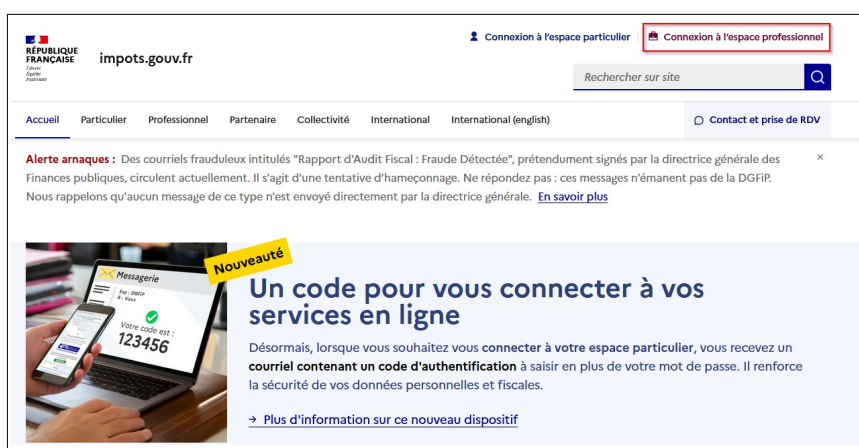 Connexion à l'espace particulier
Connexion à l'espace professionnel
RÉPUBLIQUE
FRANÇAISE
Liberté
Égalité
Fraternité
impots.gouv.fr
Rechercher sur site
Accueil Particulier Professionnel Partenaire Collectivité International International (english) Contact et prise de RDV
Alerte arnaques : Des courriels frauduleux intitulés "Rapport d'Audit Fiscal : Fraude Détectée", prétendument signés par la directrice générale des
Finances publiques, circulent actuellement. Il s'agit d'une tentative d'hameçonnage. Ne répondez pas : ces messages n'émanent pas de la DGFiP.
Nous rappelons qu'aucun message de ce type n'est envoyé directement par la directrice générale. En savoir plus
Messagerie
Exp : DGFiP
A : Vous
Votre code est :
123456
Nouveauté
Un code pour vous connecter à vos
services en ligne
Désormais, lorsque vous souhaitez vous connecter à votre espace particulier, vous recevez un
courriel contenant un code d'authentification à saisir en plus de votre mot de passe. Il renforce
la sécurité de vos données personnelles et fiscales.
→ Plus d'information sur ce nouveau dispositif